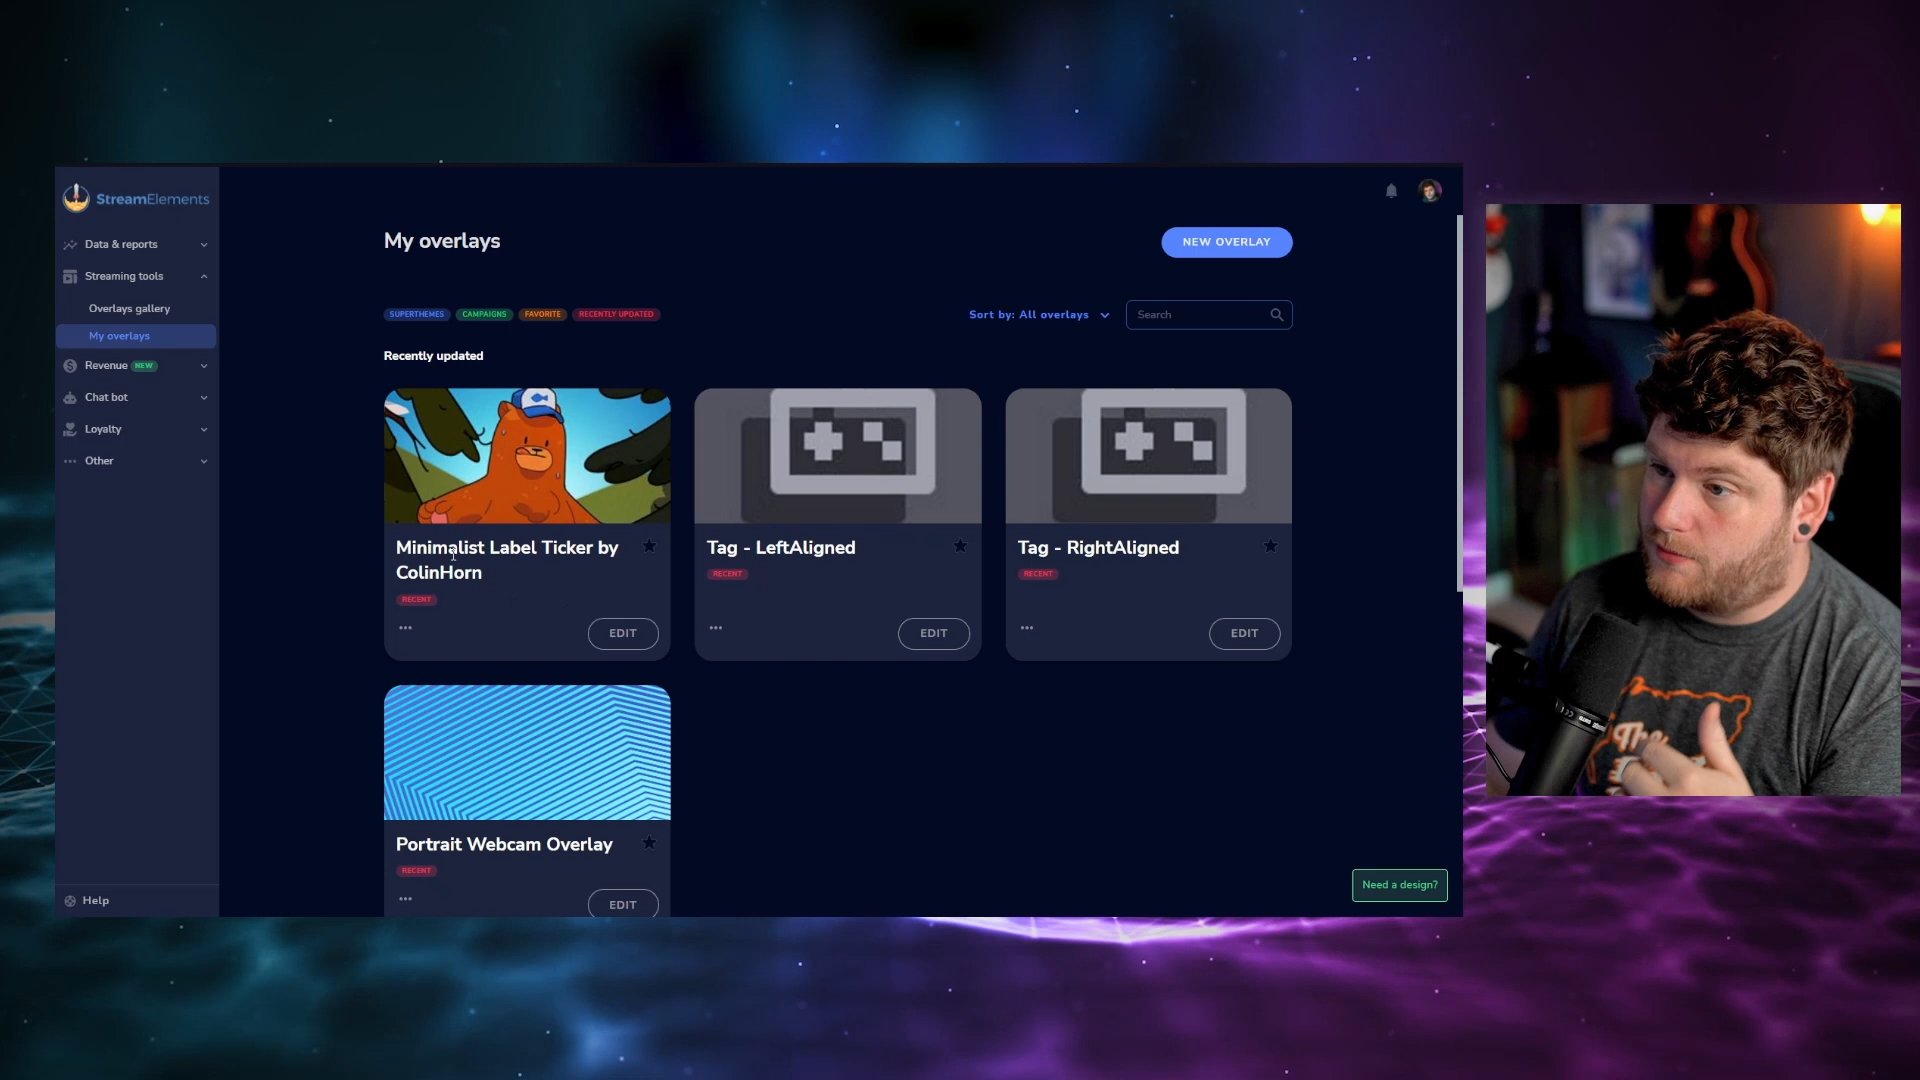 StreamElements
Data & reports
Streaming tools
Overlays gallery
My overlays
Revenue NEW
Chat bot
Loyalty
Other
Help
My overlays
NEW OVERLAY
SUPERTHEMES CAMPAIGNS FAVORITE RECENTLY UPDATED
Sort by: All overlays
Search
Recently updated
Minimalist Label Ticker by
ColinHorn
RECENT
EDIT
Tag - LeftAligned
RECENT
EDIT
Tag - RightAligned
RECENT
EDIT
Portrait Webcam Overlay
RECENT
EDIT
Need a design?
The